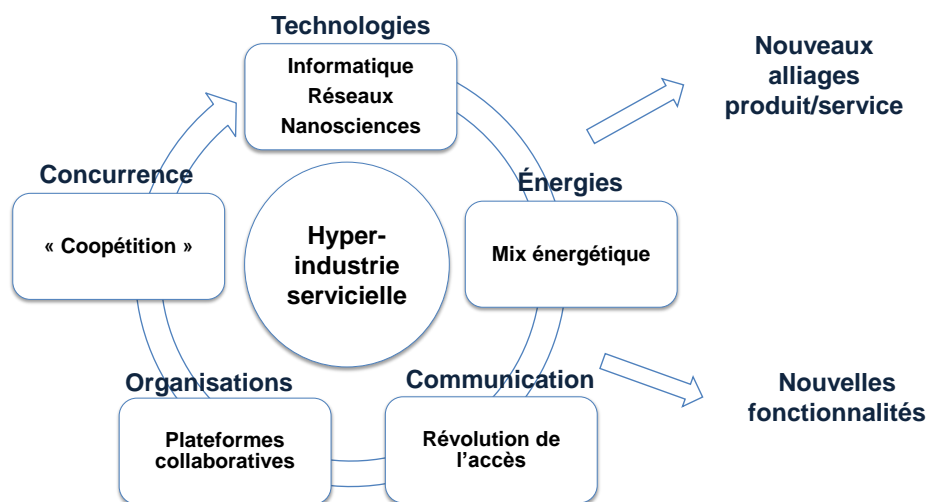 Technologies
Informatique
Réseaux
Nanosciences
Nouveaux
alliages
produit/service
Concurrence
« Coopétition »
Énergies
Mix énergétique
Hyper-
industrie
servicielle
Organisations
Plateformes
collaboratives
Communication
Révolution de
l’accès
Nouvelles
fonctionnalités